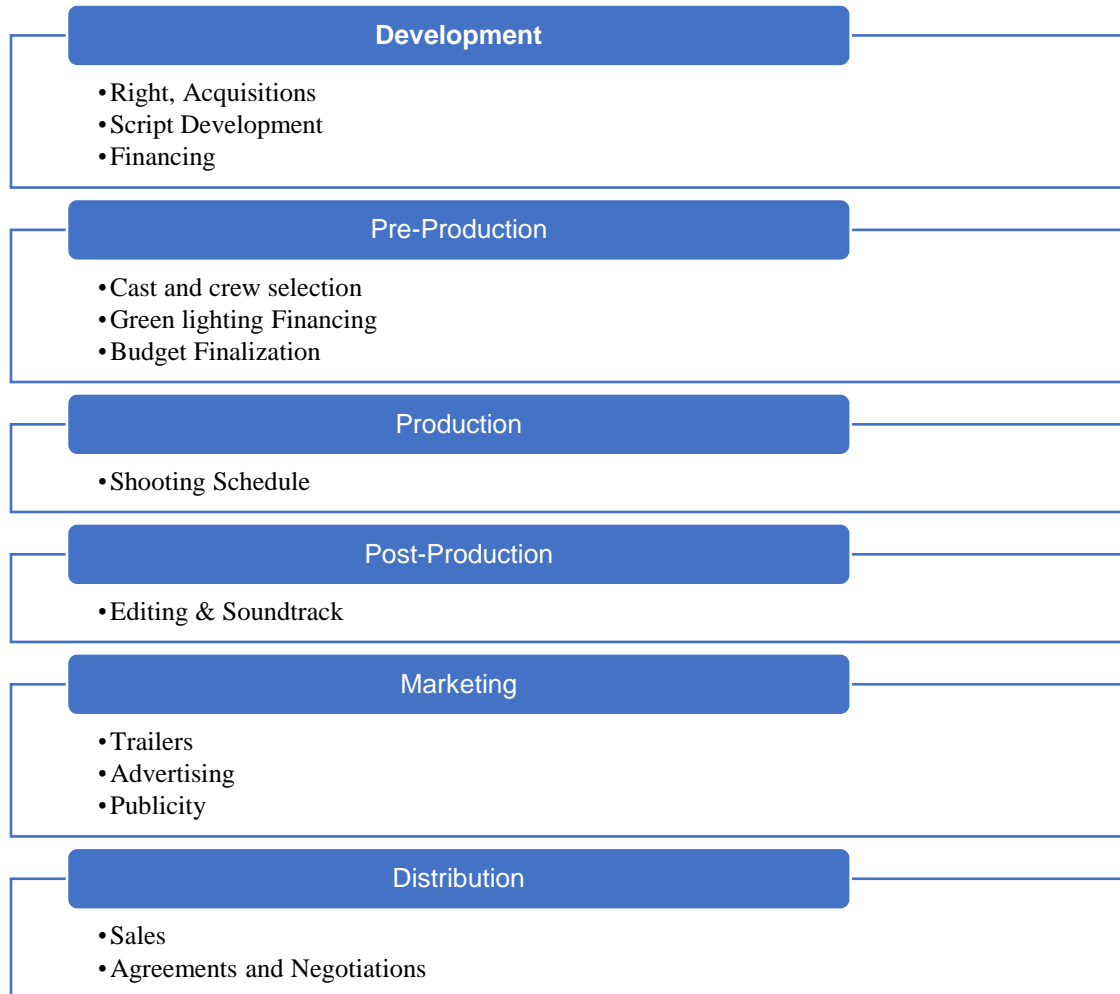 Development
•Right, Acquisitions
•Script Development
•Financing
Pre-Production
•Cast and crew selection
•Green lighting Financing
•Budget Finalization
Production
•Shooting Schedule
Post-Production
•Editing & Soundtrack
Marketing
•Trailers
•Advertising
•Publicity
Distribution
•Sales
•Agreements and Negotiations